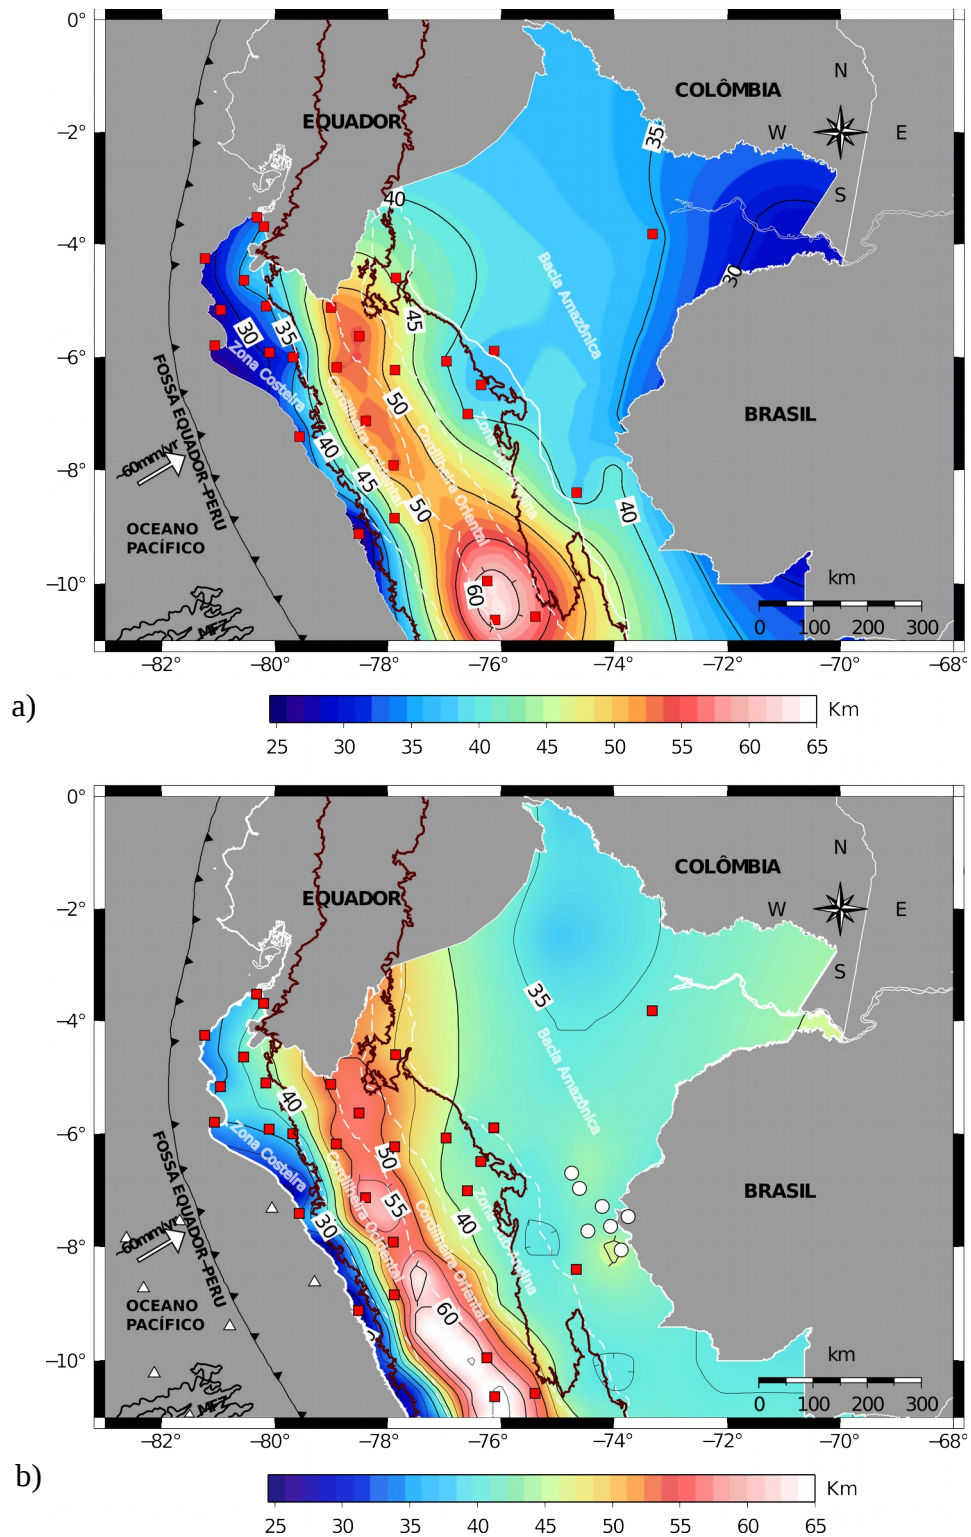 0°
COLÔMBIA
N
EQUADOR
−2°
W
E
35
S
40
−4°
30
Bacia Amazônica
45
30
35
−6°
Zona Costeira
FOSSA EQUADOR–PERU
50
Cordilheira Ocidental
BRASIL
40
Cordilheira Oriental
~60mm/yr
−8°
45
50
40
OCEANO
PACÍFICO
−10°
60
km
MFZ
0 100 200 300
−82° −80° −78° −76° −74° −72° −70° −68°
a)
Km
25 30 35 40 45 50 55 60 65
0°
COLÔMBIA
N
EQUADOR
−2°
W
E
S
35
−4°
Bacia Amazônica
40
−6°
Zona Costeira
FOSSA EQUADOR–PERU
50
Cordilheira Ocidental
BRASIL
55
40
Cordilheira Oriental
30
~60mm/yr
−8°
OCEANO
PACÍFICO
60
−10°
km
MFZ
0 100 200 300
−82° −80° −78° −76° −74° −72° −70° −68°
b)
Km
25 30 35 40 45 50 55 60 65